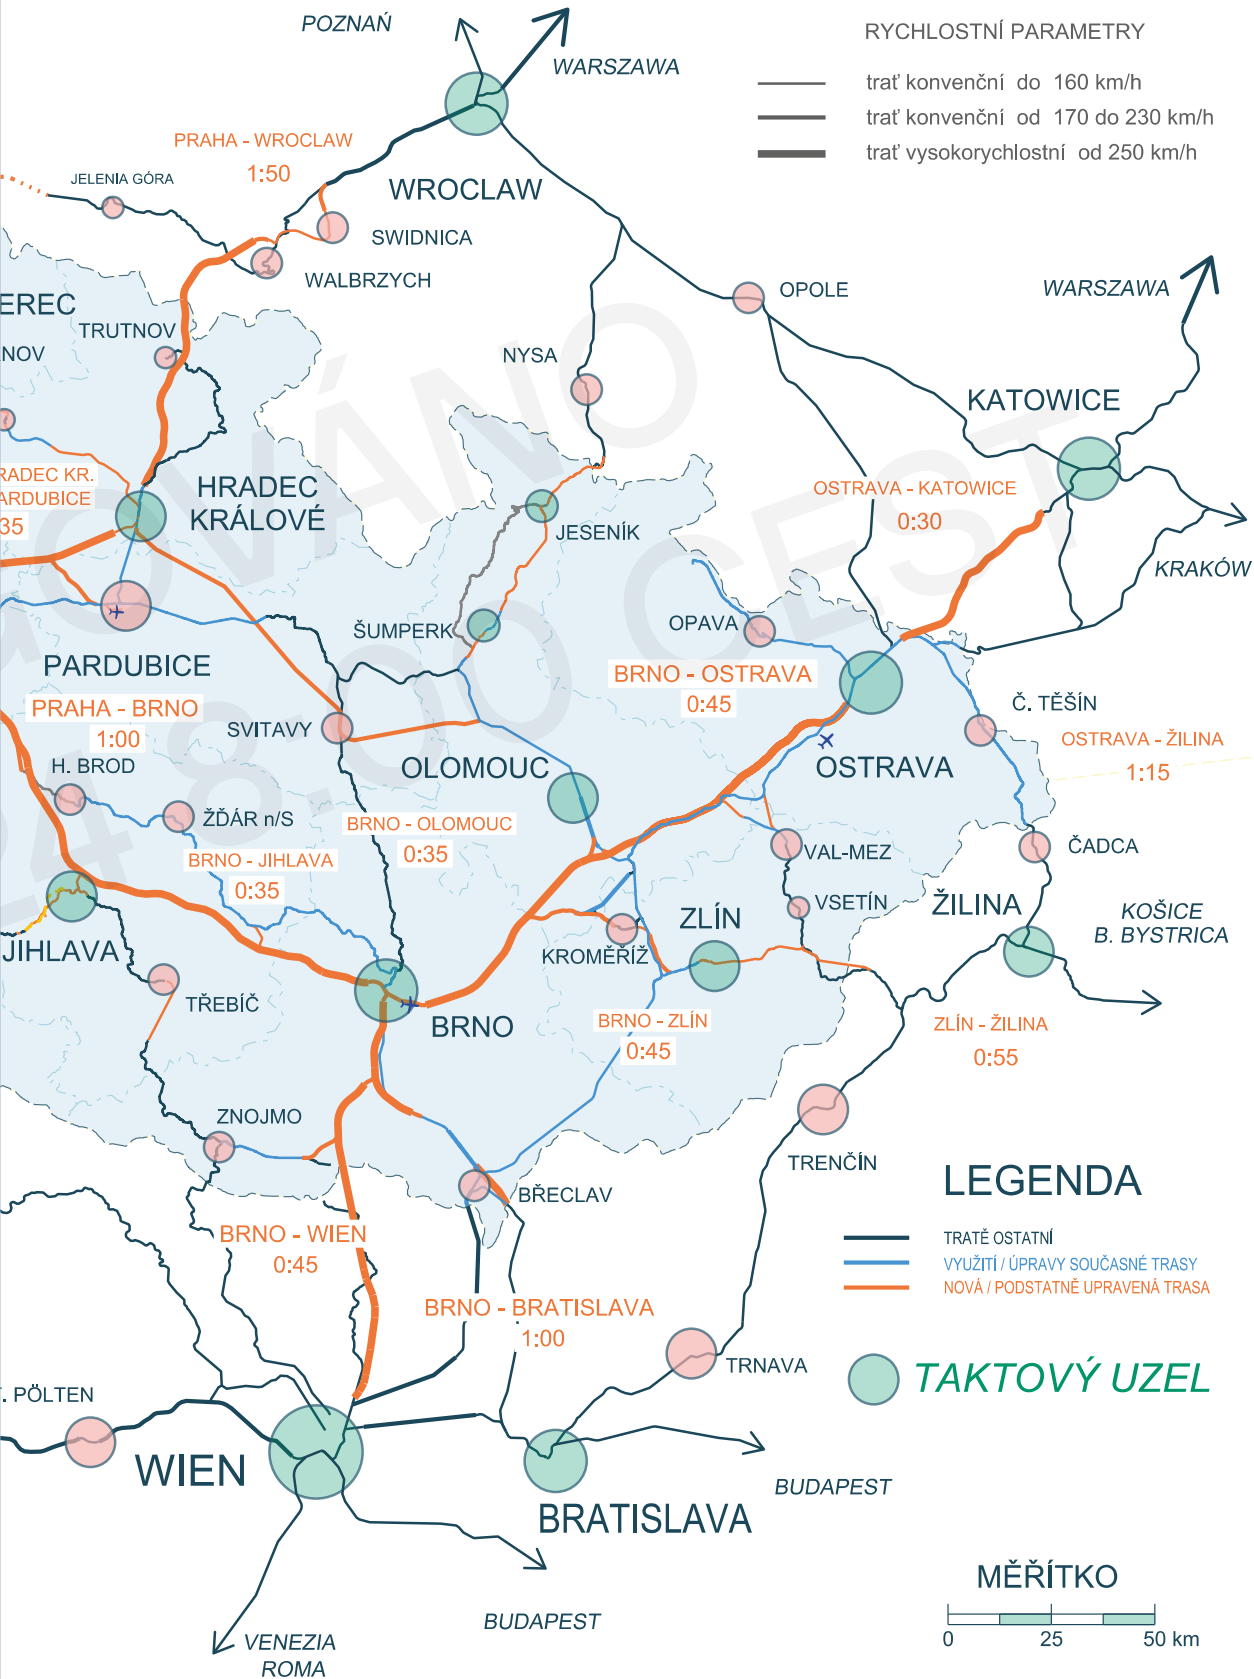 POZNAŃ
WARSZAWA
RYCHLOSTNÍ PARAMETRY
trať konvenční do 160 km/h
trať konvenční od 170 do 230 km/h
trať vysokorychlostní od 250 km/h
PRAHA - WROCLAW
1:50
JELENIA GÓRA
WROCLAW
SWIDNICA
WALBRZYCH
OPOLE
WARSZAWA
EREC
TRUTNOV
NOV
NYSA
KATOWICE
RADEC KR.
ARDUBICE
35
HRADEC
KRÁLOVÉ
OSTRAVA - KATOWICE
0:30
JESENÍK
KRAKÓW
ŠUMPERK
OPAVA
PARDUBICE
BRNO - OSTRAVA
0:45
PRAHA - BRNO
1:00
SVITAVY
Č. TĚŠÍN
OSTRAVA - ŽILINA
1:15
H. BROD
OLOMOUC
OSTRAVA
ŽĎÁR n/S
BRNO - OLOMOUC
0:35
VAL-MEZ
ČADCA
BRNO - JIHLAVA
0:35
VSETÍN
ŽILINA
KOŠICE
B. BYSTRICA
ZLÍN
JIHLAVA
KROMĚŘÍŽ
TŘEBÍČ
BRNO
BRNO - ZLÍN
0:45
ZLÍN - ŽILINA
0:55
ZNOJMO
TRENČÍN
BŘECLAV
LEGENDA
BRNO - WIEN
0:45
TRATĚ OSTATNÍ
VYUŽITÍ / ÚPRAVY SOUČASNÉ TRASY
NOVÁ / PODSTATNĚ UPRAVENÁ TRASA
BRNO - BRATISLAVA
1:00
TRNAVA
TAKTOVÝ UZEL
. PÖLTEN
WIEN
BUDAPEST
BRATISLAVA
MĚŘÍTKO
0 25 50 km
BUDAPEST
VENEZIA
ROMA
GOVÁNO
24 8:00 CEST